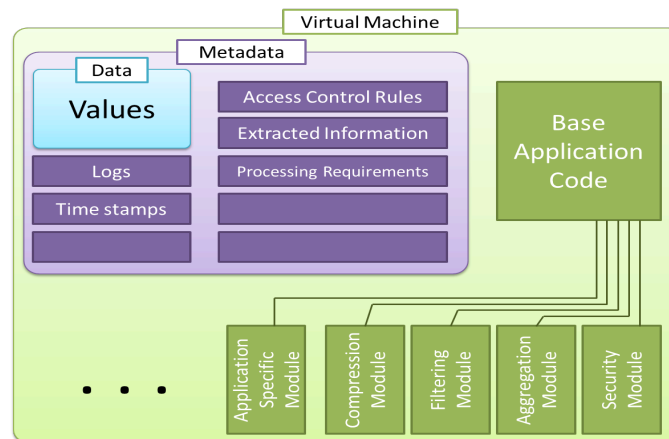 Virtual Machine
Metadata
Data
Values
Access Control Rules
Extracted Information
Logs
Processing Requirements
Time stamps
Base
Application
Code
Application
Specific
Module
Compression
Module
Filtering
Module
Aggregation
Module
Security
Module
. . .